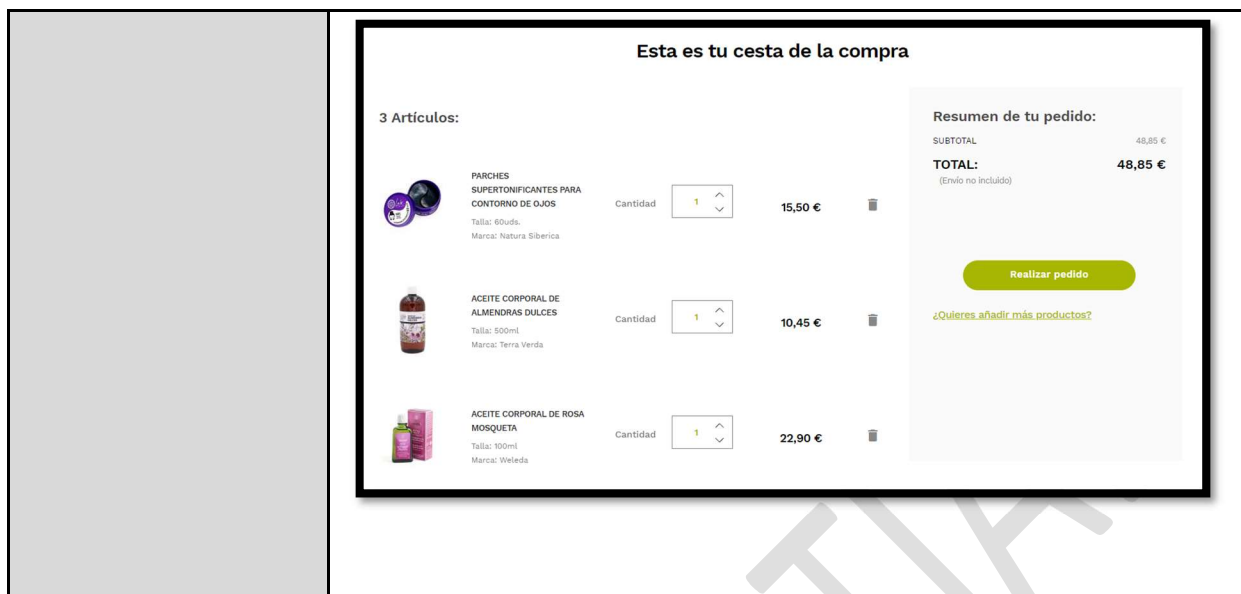 Esta es tu cesta de la compra
3 Artículos:
PARCHES
SUPERTONIFICANTES PARA
CONTORNO DE OJOS
Talla: 60uds.
Marca: Natura Siberica
Cantidad
1
15,50 €
ACEITE CORPORAL DE
ALMENDRAS DULCES
Talla: 500ml
Marca: Terra Verda
Cantidad
1
10,45 €
ACEITE CORPORAL DE ROSA
MOSQUETA
Talla: 100ml
Marca: Weleda
Cantidad
1
22,90 €
Resumen de tu pedido:
SUBTOTAL 48,85 €
TOTAL: 48,85 €
(Envío no incluido)
Realizar pedido
¿Quieres añadir más productos?